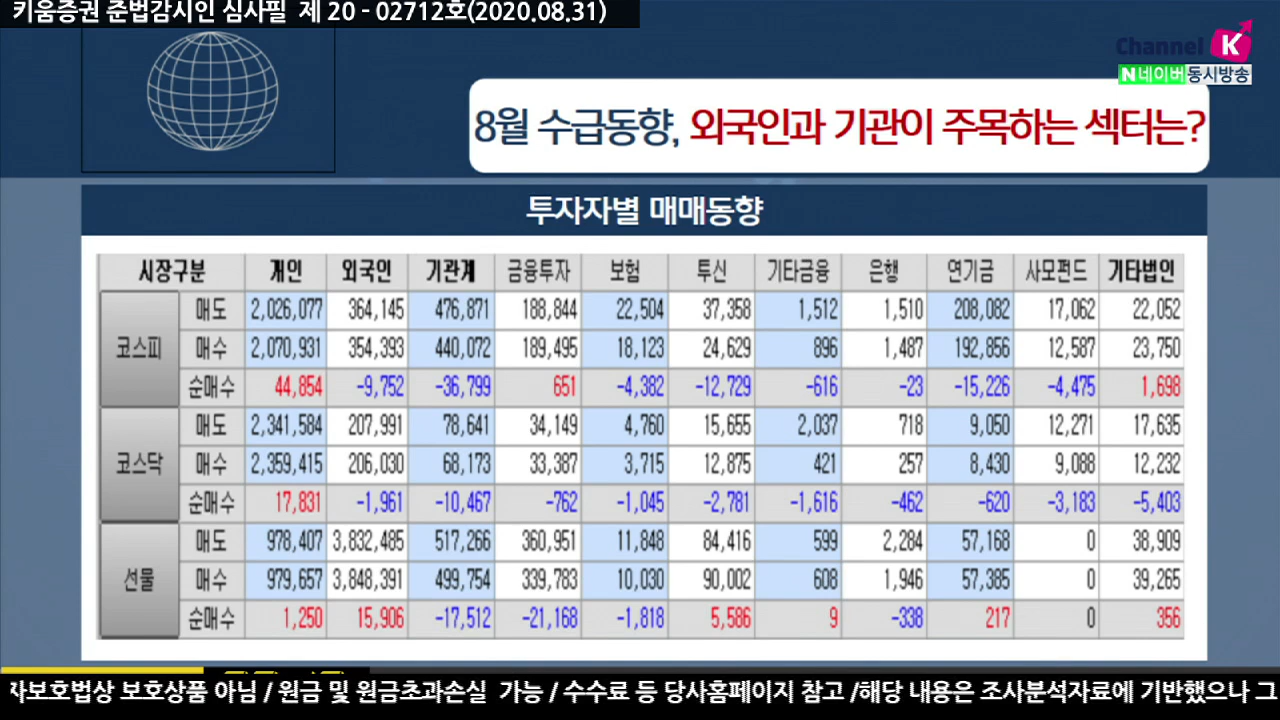 키움증권 준법감시인 심사필 제 20 - 02712호(2020.08.31)
Channel K
N 네이버 동시방송
8월 수급동향, 외국인과 기관이 주목하는 섹터는?
투자자별 매매동향
시장구분 개인 외국인 기관계 금융투자 보험 투신 기타금융 은행 연기금 사모펀드 기타법인
코스피
매도 2,026,077 364,145 476,871 188,844 22,504 37,358 1,512 1,510 208,082 17,062 22,052
매수 2,070,931 354,393 440,072 189,495 18,123 24,629 896 1,487 192,856 12,587 23,750
순매수 44,854 -9,752 -36,799 651 -4,382 -12,729 -616 -23 -15,226 -4,475 1,698
코스닥
매도 2,341,584 207,991 78,641 34,149 4,760 15,655 2,037 718 9,050 12,271 17,635
매수 2,359,415 206,030 68,173 33,387 3,715 12,875 421 257 8,430 9,088 12,232
순매수 17,831 -1,961 -10,467 -762 -1,045 -2,781 -1,616 -462 -620 -3,183 -5,403
선물
매도 978,407 3,832,485 517,266 360,951 11,848 84,416 599 2,284 57,168 0 38,909
매수 979,657 3,848,391 499,754 339,783 10,030 90,002 608 1,946 57,385 0 39,265
순매수 1,250 15,906 -17,512 -21,168 -1,818 5,586 9 -338 217 0 356
자보호법상 보호상품 아님 / 원금 및 원금초과손실 가능 / 수수료 등 당사홈페이지 참고 /해당 내용은 조사분석자료에 기반했으나 그